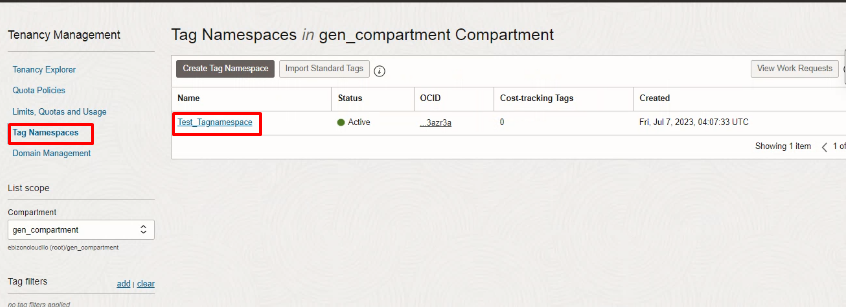 Tenancy Management
Tenancy Explorer
Quota Policies
Limits, Quotas and Usage
Tag Namespaces
Domain Management
List scope
Compartment
gen_compartment
ebizoncloudllo (root)/gen_compartment
Tag filters add | clear
no tag filters applied
Tag Namespaces in gen_compartment Compartment
Create Tag Namespace Import Standard Tags View Work Requests
Name Status OCID Cost-tracking Tags Created
Test_Tagnamespace Active ...3azr3a 0 Fri, Jul 7, 2023, 04:07:33 UTC
Showing 1 item < 1 of